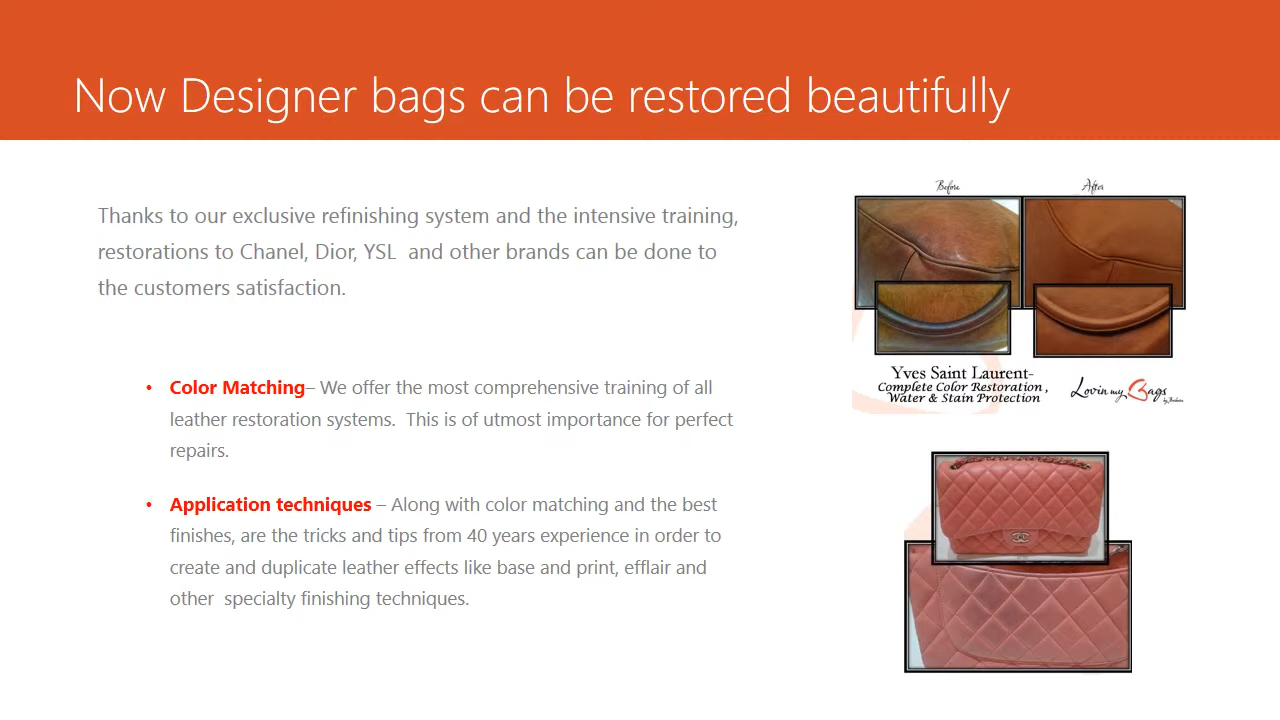 Now Designer bags can be restored beautifully
Thanks to our exclusive refinishing system and the intensive training,
restorations to Chanel, Dior, YSL  and other brands can be done to
the customers satisfaction.
• Color Matching– We offer the most comprehensive training of all
leather restoration systems.  This is of utmost importance for perfect
repairs.
• Application techniques – Along with color matching and the best
finishes, are the tricks and tips from 40 years experience in order to
create and duplicate leather effects like base and print, efflair and
other  specialty finishing techniques.
Before
After
Yves Saint Laurent-
Complete Color Restoration,
Water & Stain Protection
Lovin my Bags